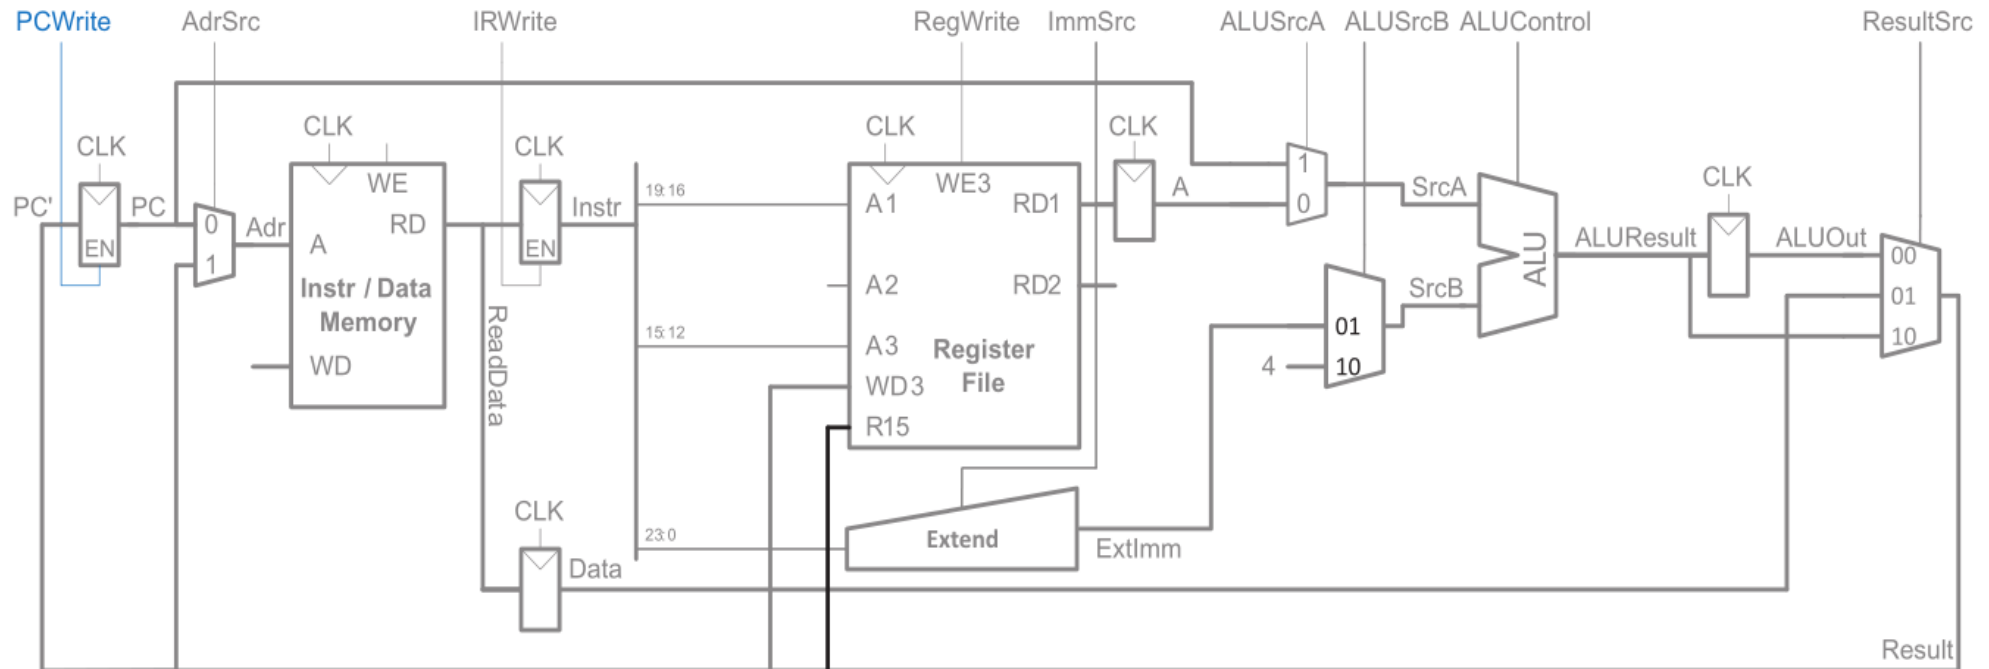 PCWrite AdrSrc IRWrite RegWrite ImmSrc ALUSrcA ALUSrcB ALUControl ResultSrc
CLK CLK CLK CLK CLK CLK
PC' PC EN
0
1
Adr
WE
RD
A
Instr / Data
Memory
WD
ReadData
EN
Instr
19:16
15:12
23:0
CLK
Data
WE3
A1
RD1
A2
RD2
A3
Register
File
WD3
R15
Extend
ExtImm
A
1
0
SrcA
01
10
4
SrcB
ALU
ALUResult
CLK
ALUOut
00
01
10
Result